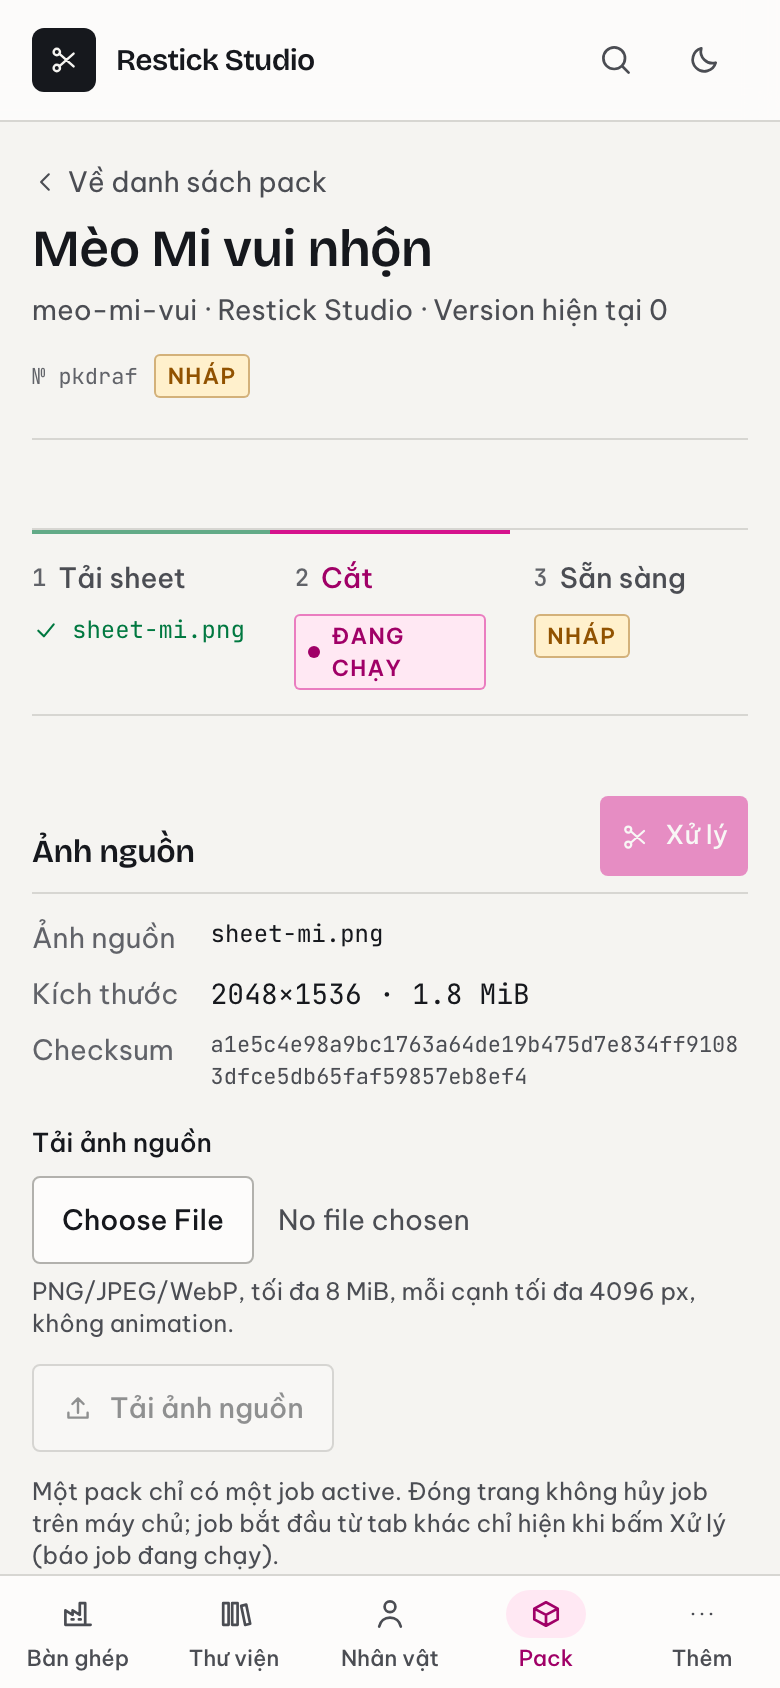 Restick Studio
Về danh sách pack
Mèo Mi vui nhộn
meo-mi-vui · Restick Studio · Version hiện tại 0
№ pkdraf NHÁP
1 Tải sheet
sheet-mi.png
2 Cắt
ĐANG
CHẠY
3 Sẵn sàng
NHÁP
Ảnh nguồn
Xử lý
Ảnh nguồn sheet-mi.png
Kích thước 2048×1536 · 1.8 MiB
Checksum a1e5c4e98a9bc1763a64de19b475d7e834ff9108
3dfce5db65faf59857eb8ef4
Tải ảnh nguồn
Choose File No file chosen
PNG/JPEG/WebP, tối đa 8 MiB, mỗi cạnh tối đa 4096 px,
không animation.
Tải ảnh nguồn
Một pack chỉ có một job active. Đóng trang không hủy job
trên máy chủ; job bắt đầu từ tab khác chỉ hiện khi bấm Xử lý
(báo job đang chạy).
Bàn ghép Thư viện Nhân vật Pack Thêm